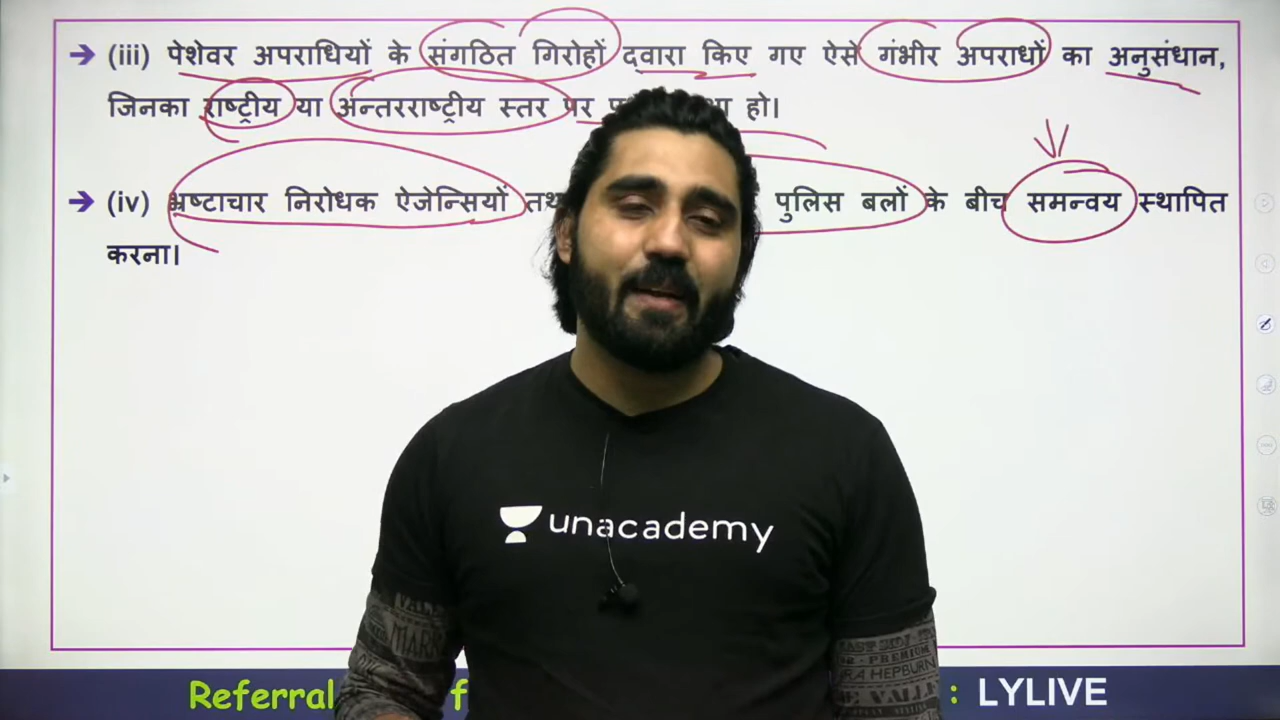 → (iii) पेशेवर अपराधियों के संगठित गिरोहों दवारा किए गए ऐसे गंभीर अपराधों का अनुसंधान,
जिनका राष्ट्रीय या अन्तरराष्ट्रीय स्तर पर हो।
→ (iv) भ्रष्टाचार निरोधक ऐजेन्सियों पुलिस बलों के बीच समन्वय स्थापित
करना।
unacademy
Referral : LYLIVE